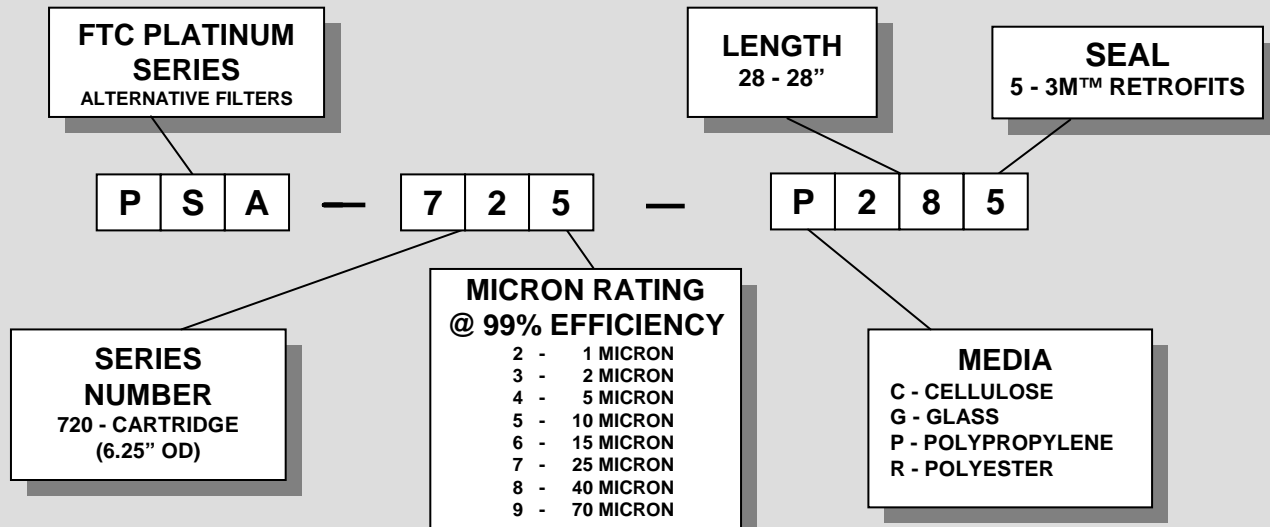 FTC PLATINUM
SERIES
ALTERNATIVE FILTERS
LENGTH
28 - 28”
SEAL
5 - 3M™ RETROFITS
P S A — 7 2 5 — P 2 8 5
SERIES
NUMBER
720 - CARTRIDGE
(6.25” OD)
MICRON RATING
@ 99% EFFICIENCY
2 - 1 MICRON
3 - 2 MICRON
4 - 5 MICRON
5 - 10 MICRON
6 - 15 MICRON
7 - 25 MICRON
8 - 40 MICRON
9 - 70 MICRON
MEDIA
C - CELLULOSE
G - GLASS
P - POLYPROPYLENE
R - POLYESTER